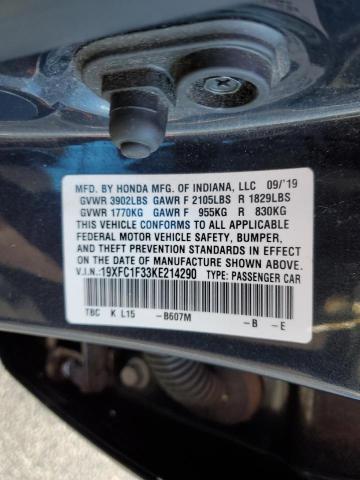 MFD. BY HONDA MFG. OF INDIANA, LLC 09/'19
GVWR 3902LBS GAWR F 2105LBS R 1829LBS
GVWR 1770KG GAWR F 955KG R 830KG
THIS VEHICLE CONFORMS TO ALL APPLICABLE
FEDERAL MOTOR VEHICLE SAFETY, BUMPER,
AND THEFT PREVENTION STANDARDS IN EFFECT
ON THE DATE OF MANUFACTURE SHOWN ABOVE.
V.I.N.:19XFC1F33KE214290 TYPE: PASSENGER CAR
TBC K L15 -B607M -B -E